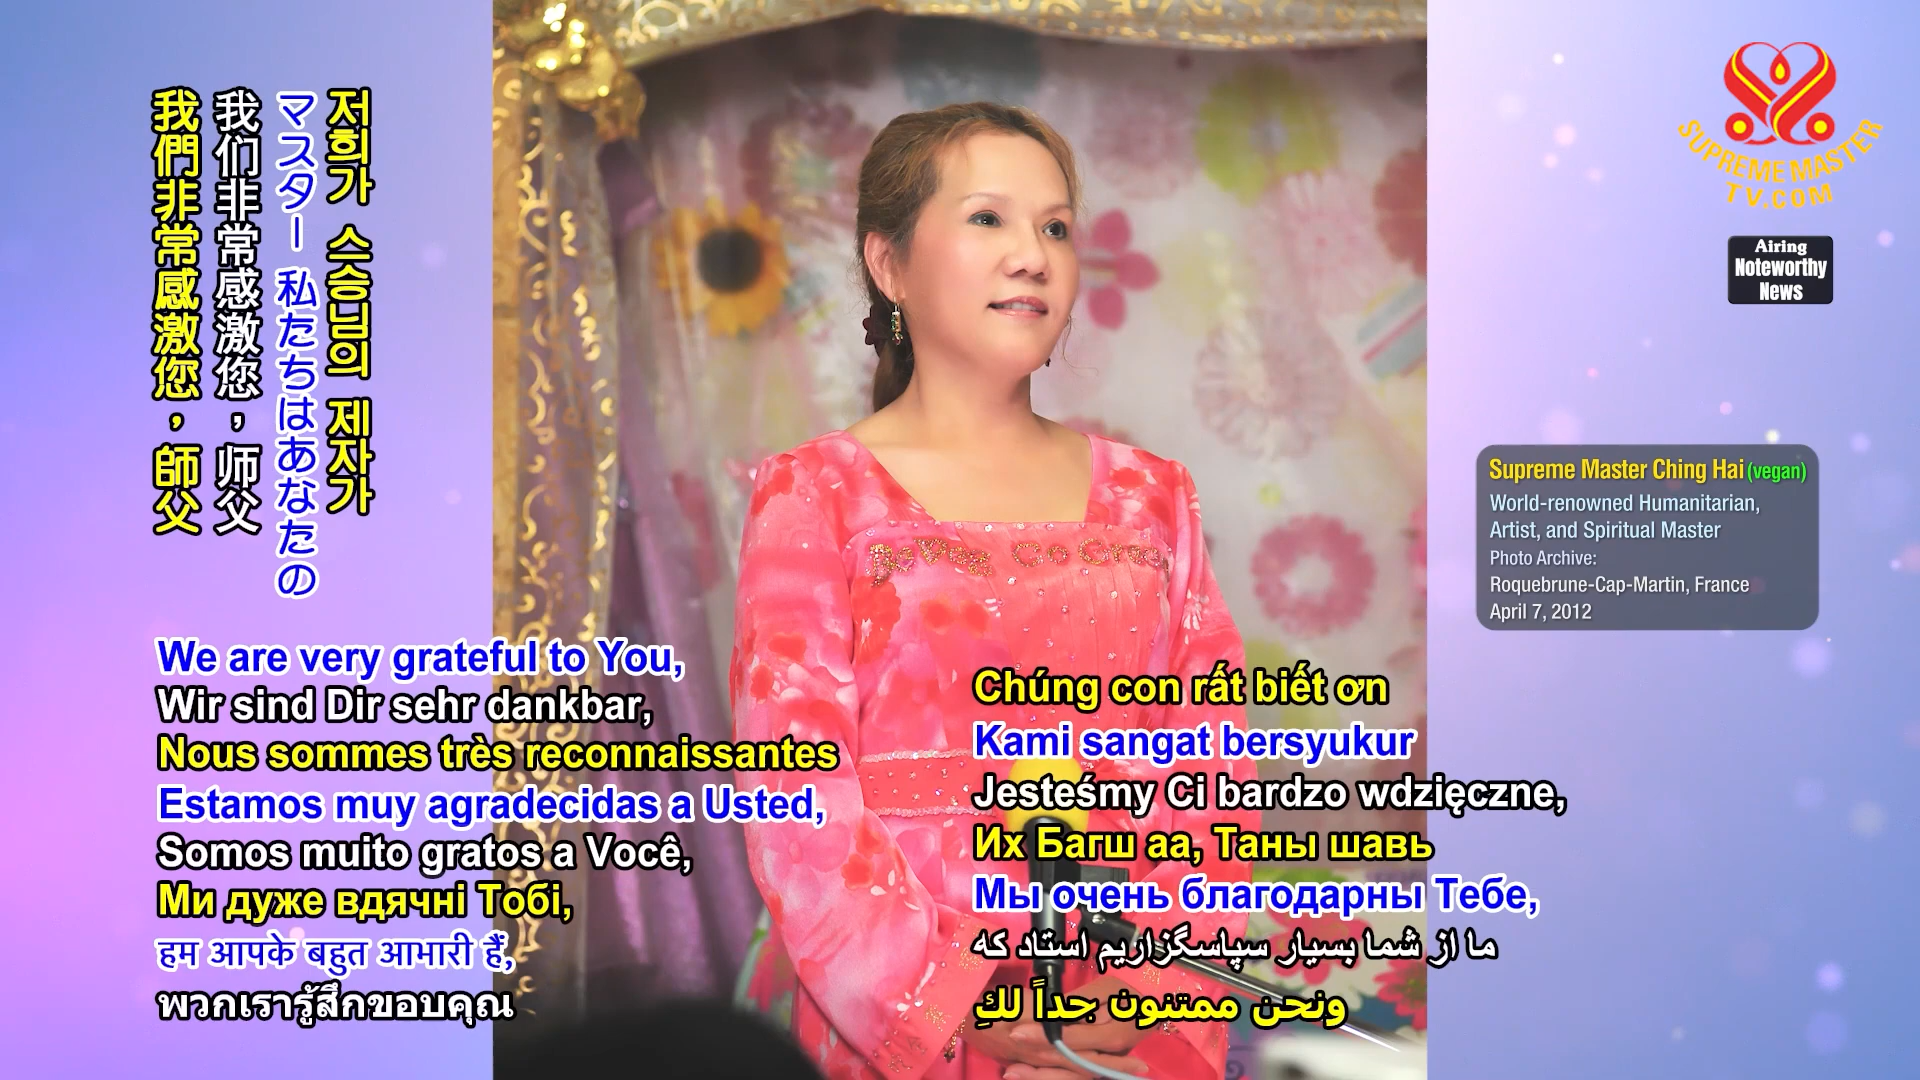 저희가 스승님의 제자가
マスター 私たちはあなたの
我们非常感激您，师父
我們非常感激您，師父
We are very grateful to You,
Wir sind Dir sehr dankbar,
Nous sommes très reconnaissantes
Estamos muy agradecidas a Usted,
Somos muito gratos a Você,
Ми дуже вдячні Тобі,
हम आपके बहुत आभारी हैं,
พวกเรารู้สึกขอบคุณ
Chúng con rất biết ơn
Kami sangat bersyukur
Jesteśmy Ci bardzo wdzięczne,
Их Багш аа, Таны шавь
Мы очень благодарны Тебе,
ما از شما بسیار سپاسگزاریم استاد که
ونحن ممتنون جداً لكِ
SUPREME MASTER
TV.COM
Airing
Noteworthy
News
Supreme Master Ching Hai (vegan)
World-renowned Humanitarian,
Artist, and Spiritual Master
Photo Archive:
Roquebrune-Cap-Martin, France
April 7, 2012
Be Veg Go Gree